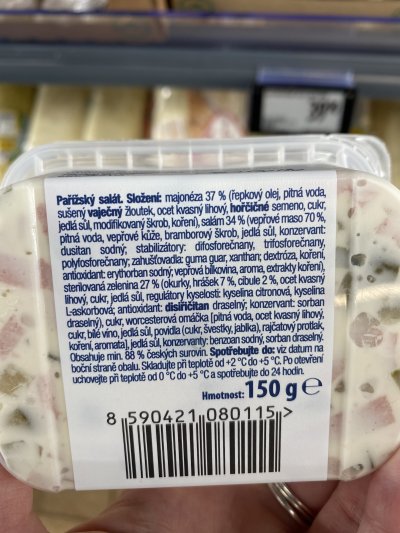 Pařížský salát. Složení: majonéza 37 % (řepkový olej, pitná voda,
sušený vaječný žloutek, ocet kvasný lihový, hořčičné semeno, cukr,
jedlá sůl, modifikovaný škrob, koření), salám 34 % (vepřové maso 70 %,
pitná voda, vepřové kůže, bramborový škrob, jedlá sůl, konzervant:
dusitan sodný; stabilizátory: difosforečnany, trifosforečnany,
polyfosforečnany; zahušťovadla: guma guar, xanthan; dextróza, koření,
antioxidant: erythorban sodný; vepřová bílkovina, aroma, extrakty koření),
sterilovaná zelenina 27 % (okurky, hrášek 7 %, cibule 2 %, ocet kvasný
lihový, cukr, jedlá sůl, regulátory kyselosti: kyselina citronová, kyselina
L-askorbová; antioxidant: disiřičitan draselný; konzervant: sorban
draselný), cukr, worcesterová omáčka [pitná voda, ocet kvasný lihový,
cukr, bílé víno, jedlá sůl, povidla (cukr, švestky, jablka), rajčatový protlak,
koření, aromata], jedlá sůl, konzervanty: benzoan sodný, sorban draselný.
Obsahuje min. 88 % českých surovin. Spotřebujte do: viz datum na
boční straně obalu. Skladujte při teplotě od +2 °C do +5 °C. Po otevření
uchovejte při teplotě od 0 °C do +5 °C a spotřebujte do 24 hodin.
Hmotnost: 150 g ℮
8 590421 080115 >